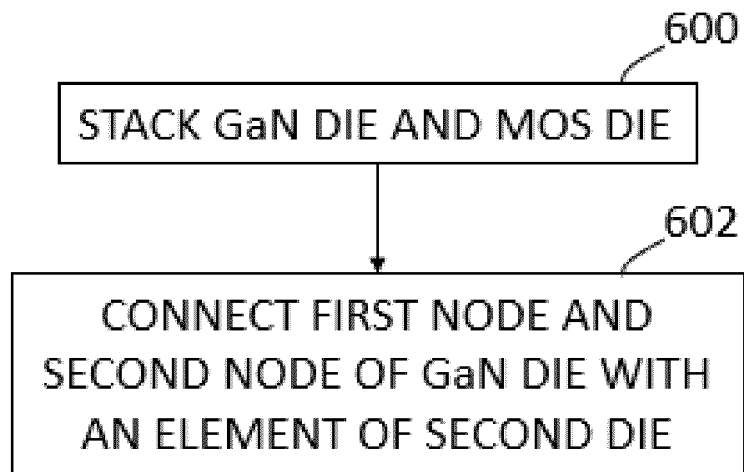 600
STACK GaN DIE AND MOS DIE
602
CONNECT FIRST NODE AND
SECOND NODE OF GaN DIE WITH
AN ELEMENT OF SECOND DIE